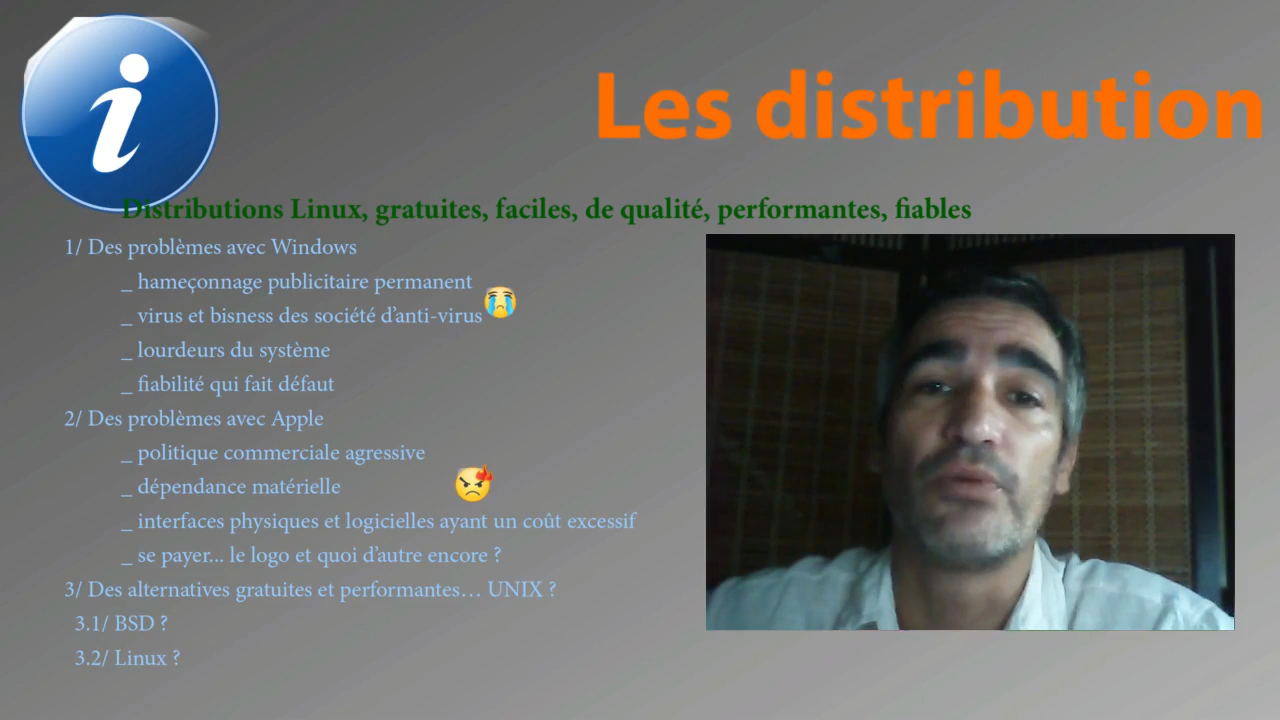 i
Les distribution
Distributions Linux, gratuites, faciles, de qualité, performantes, fiables
1/ Des problèmes avec Windows
_ hameçonnage publicitaire permanent
_ virus et bisness des société d’anti-virus
_ lourdeurs du système
_ fiabilité qui fait défaut
2/ Des problèmes avec Apple
_ politique commerciale agressive
_ dépendance matérielle
_ interfaces physiques et logicielles ayant un coût excessif
_ se payer... le logo et quoi d’autre encore ?
3/ Des alternatives gratuites et performantes… UNIX ?
3.1/ BSD ?
3.2/ Linux ?